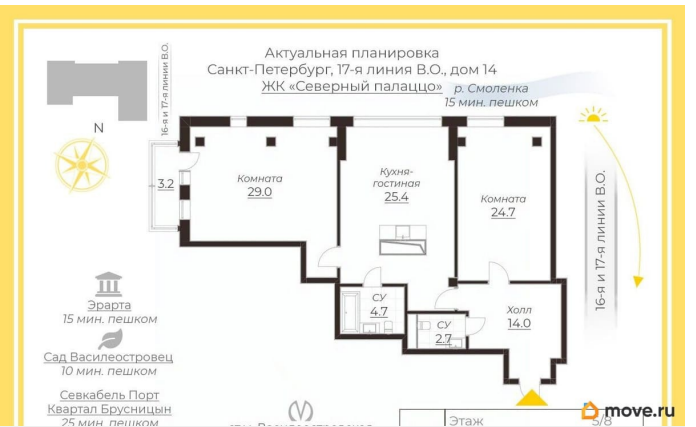 Актуальная планировка
Санкт-Петербург, 17-я линия В.О., дом 14
ЖК «Северный палаццо»
р. Смоленка
15 мин. пешком
16-я и 17-я линии В.О.
N
3.2
Комната
29.0
Кухня-
гостиная
25.4
Комната
24.7
16-я и 17-я линии В.О.
СУ
4.7
СУ
2.7
Холл
14.0
Эрарта
15 мин. пешком
Сад Василеостровец
10 мин. пешком
Севкабель Порт
Квартал Брусницын
25 мин. пешком
Этаж
5/8
move.ru